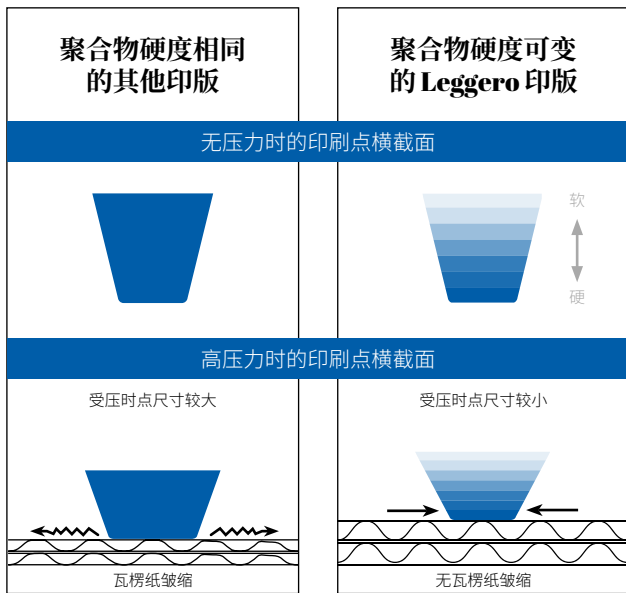 聚合物硬度相同
的其他印版
聚合物硬度可变
的 Leggero 印版
无压力时的印刷点横截面
软
硬
高压力时的印刷点横截面
受压时点尺寸较大
受压时点尺寸较小
瓦楞纸皱缩
无瓦楞纸皱缩